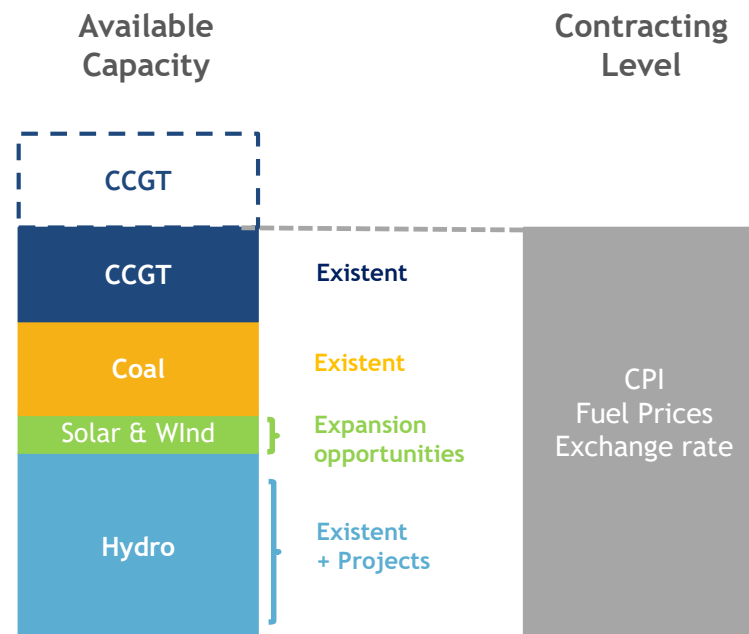 Available
Capacity
Contracting
Level
CCGT
CCGT
Existent
Coal
Existent
Solar & WInd
Expansion
opportunities
Hydro
Existent
+ Projects
CPI
Fuel Prices
Exchange rate